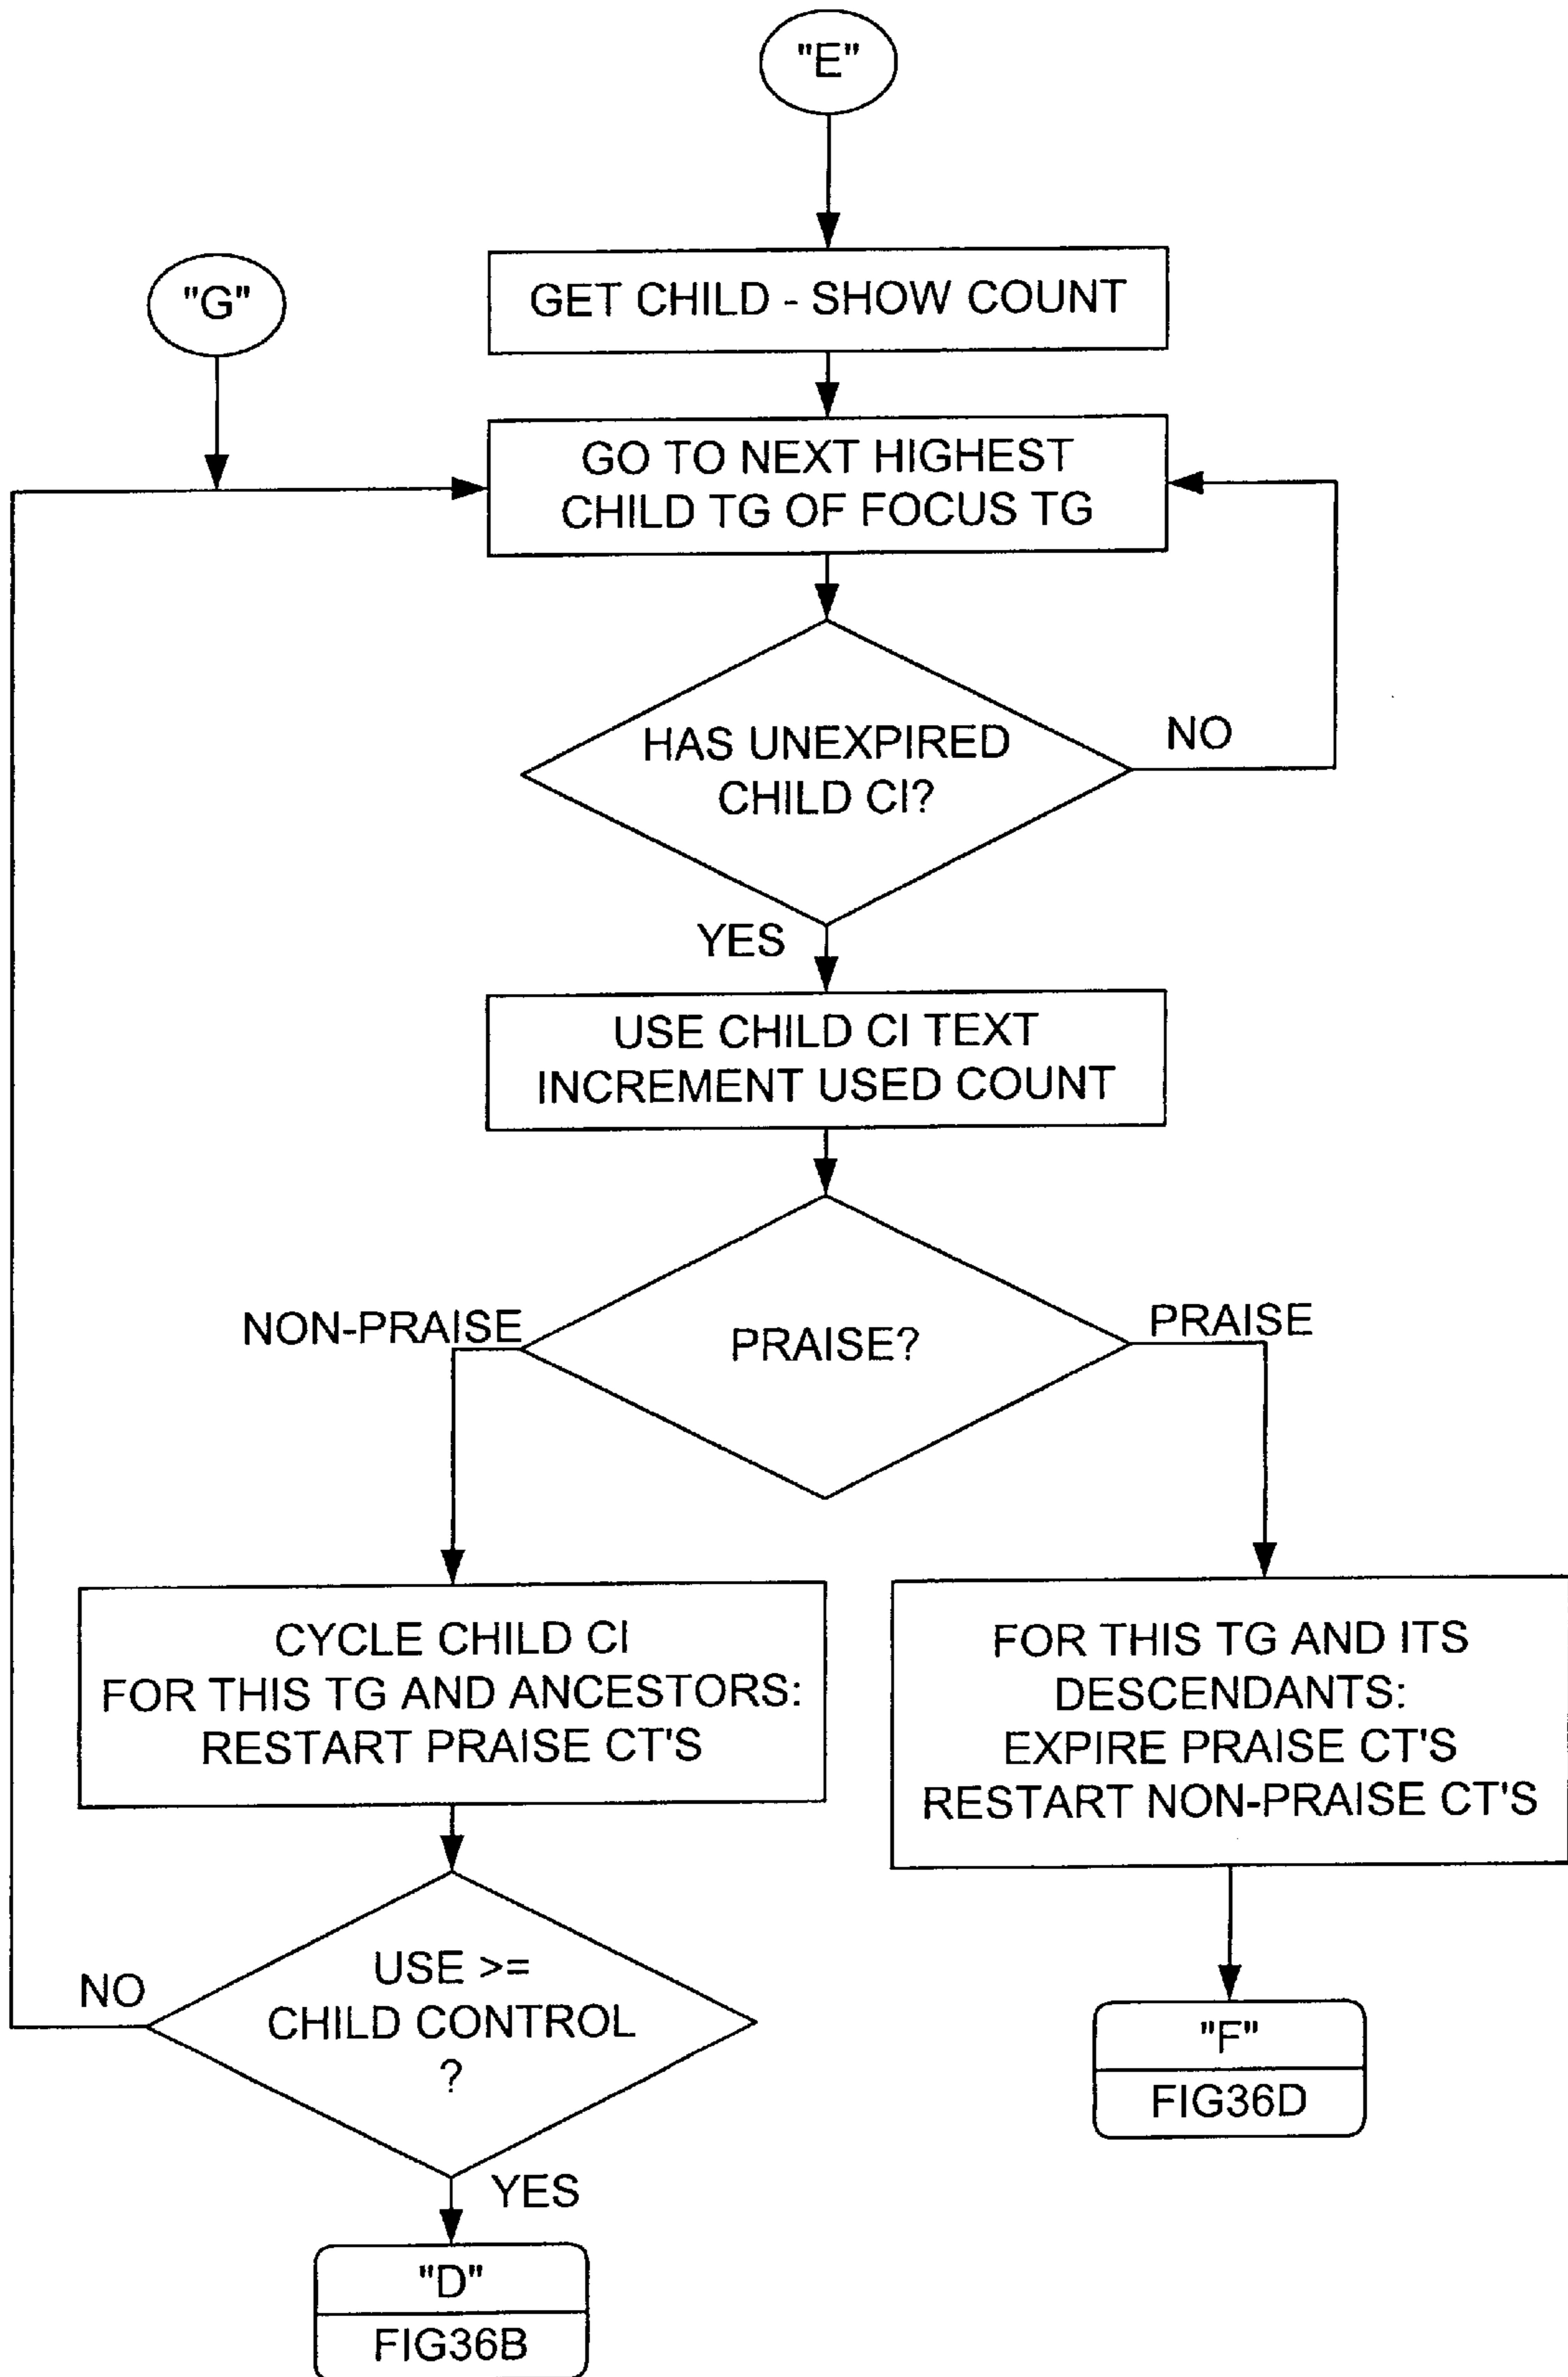 "E"
"G"
GET CHILD - SHOW COUNT
GO TO NEXT HIGHEST
CHILD TG OF FOCUS TG
HAS UNEXPIRED
CHILD CI?
NO
YES
USE CHILD CI TEXT
INCREMENT USED COUNT
NON-PRAISE
PRAISE?
PRAISE
CYCLE CHILD CI
FOR THIS TG AND ANCESTORS:
RESTART PRAISE CT'S
FOR THIS TG AND ITS
DESCENDANTS:
EXPIRE PRAISE CT'S
RESTART NON-PRAISE CT'S
NO
USE >=
CHILD CONTROL
?
YES
"F"
FIG36D
"D"
FIG36B